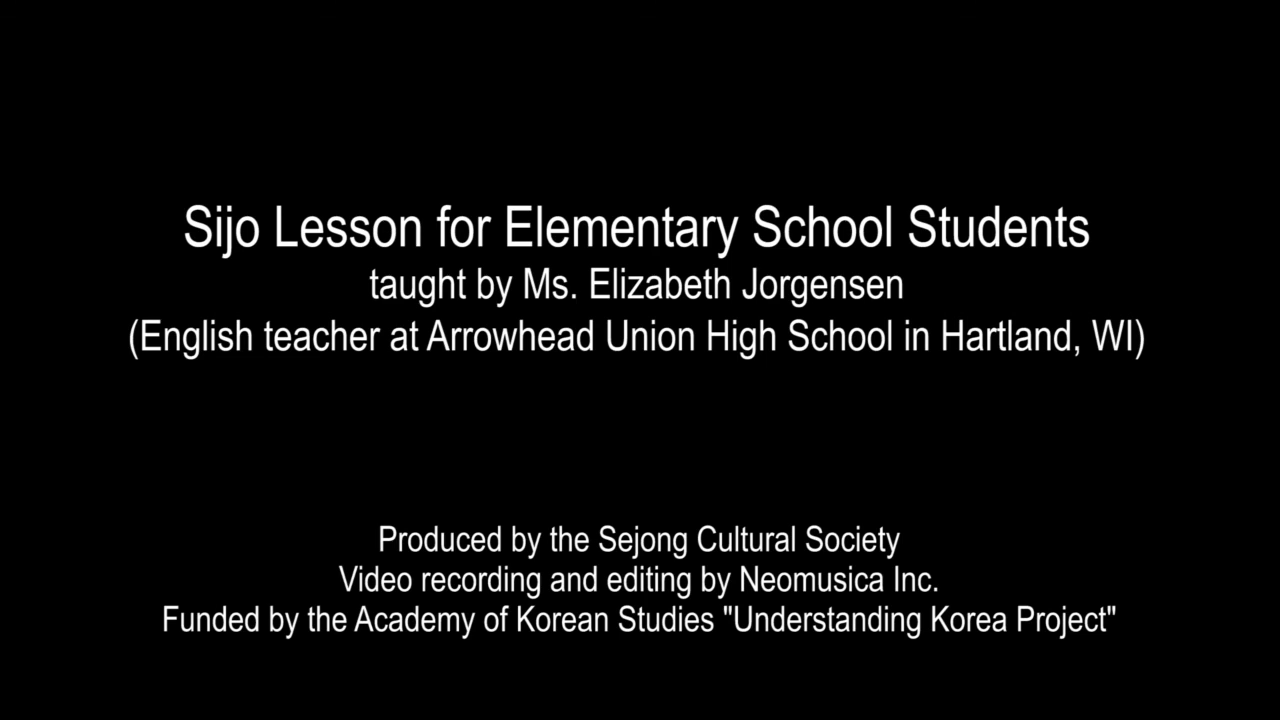 Sijo Lesson for Elementary School Students
taught by Ms. Elizabeth Jorgensen
(English teacher at Arrowhead Union High School in Hartland, WI)
Produced by the Sejong Cultural Society
Video recording and editing by Neomusica Inc.
Funded by the Academy of Korean Studies "Understanding Korea Project"